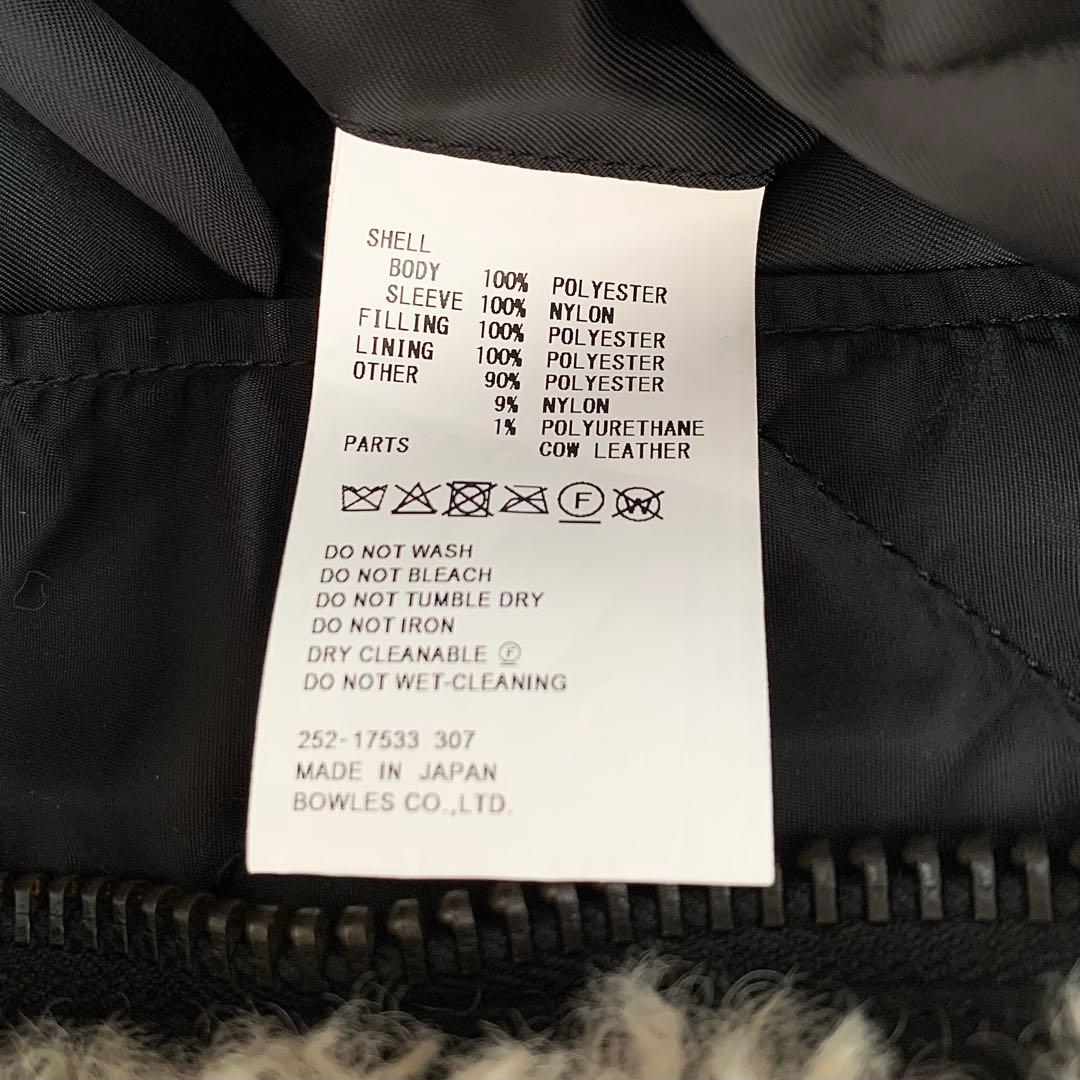 SHELL
BODY 100% POLYESTER
SLEEVE 100% NYLON
FILLING 100% POLYESTER
LINING 100% POLYESTER
OTHER 90% POLYESTER
9% NYLON
1% POLYURETHANE
PARTS COW LEATHER
F W
DO NOT WASH
DO NOT BLEACH
DO NOT TUMBLE DRY
DO NOT IRON
DRY CLEANABLE Ⓕ
DO NOT WET-CLEANING
252-17533 307
MADE IN JAPAN
BOWLES CO.,LTD.